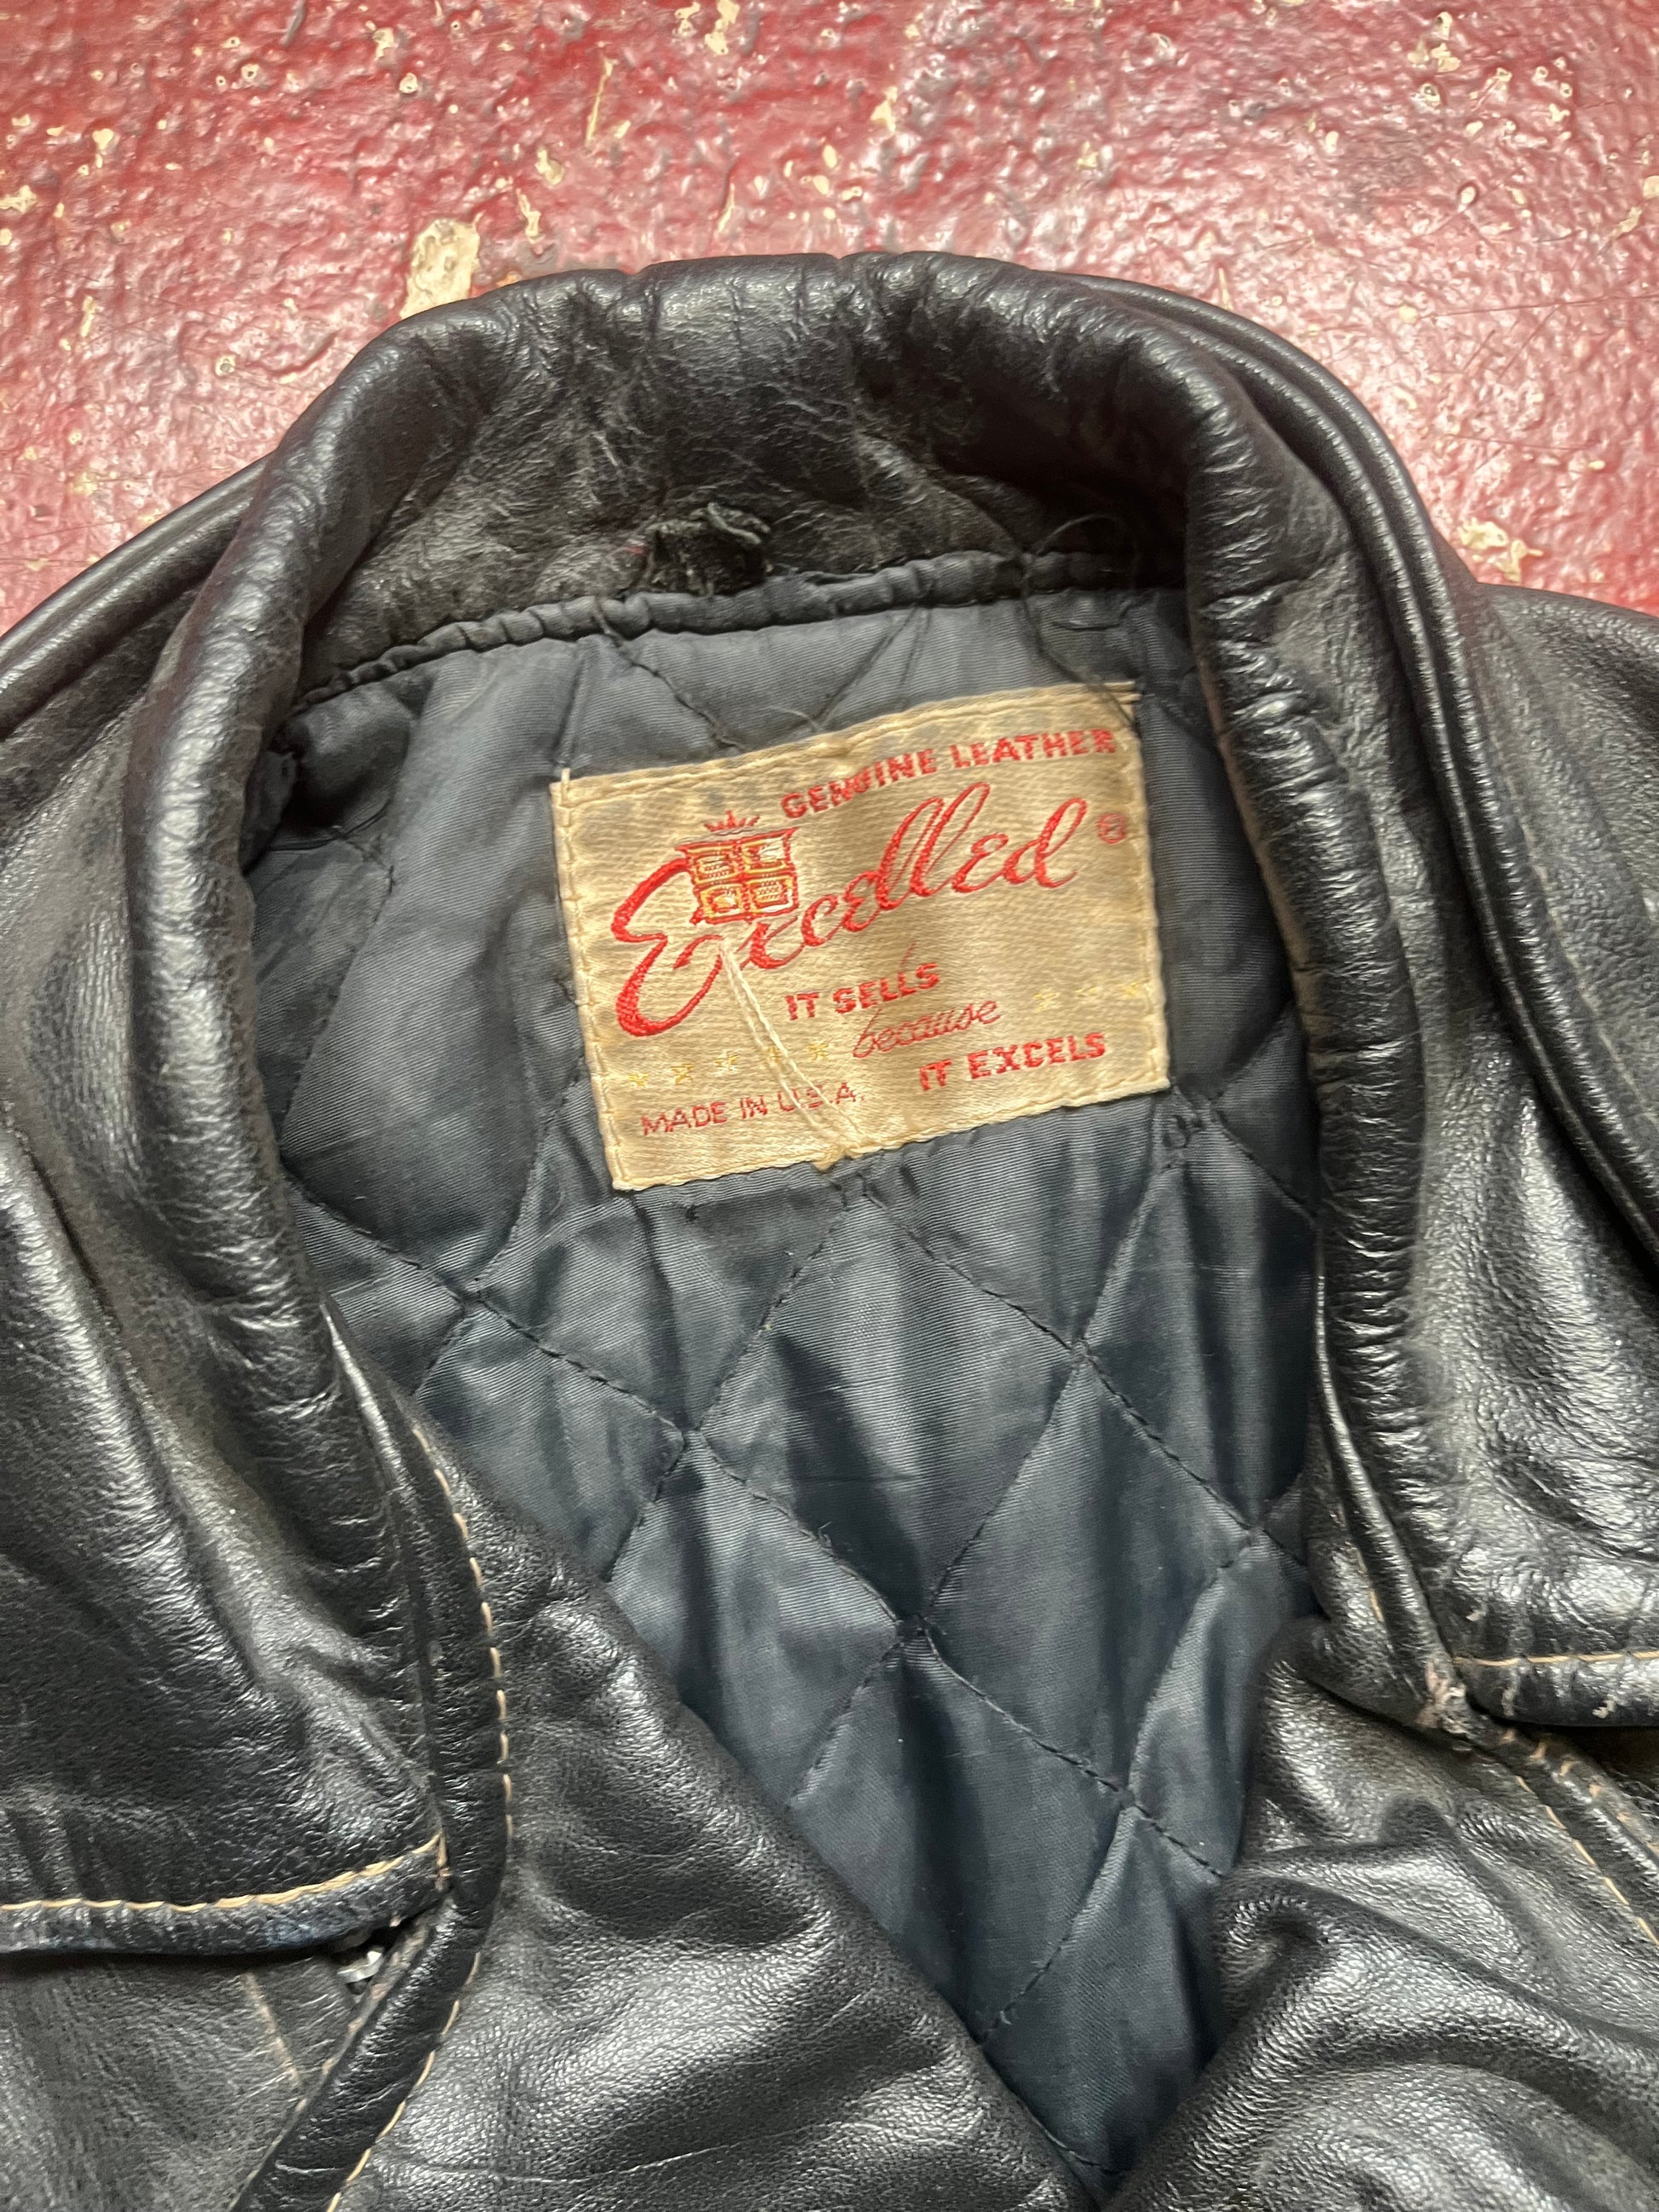 GENUINE LEATHER
Excelled ®
IT SELLS
because
IT EXCELS
MADE IN U.S.A.